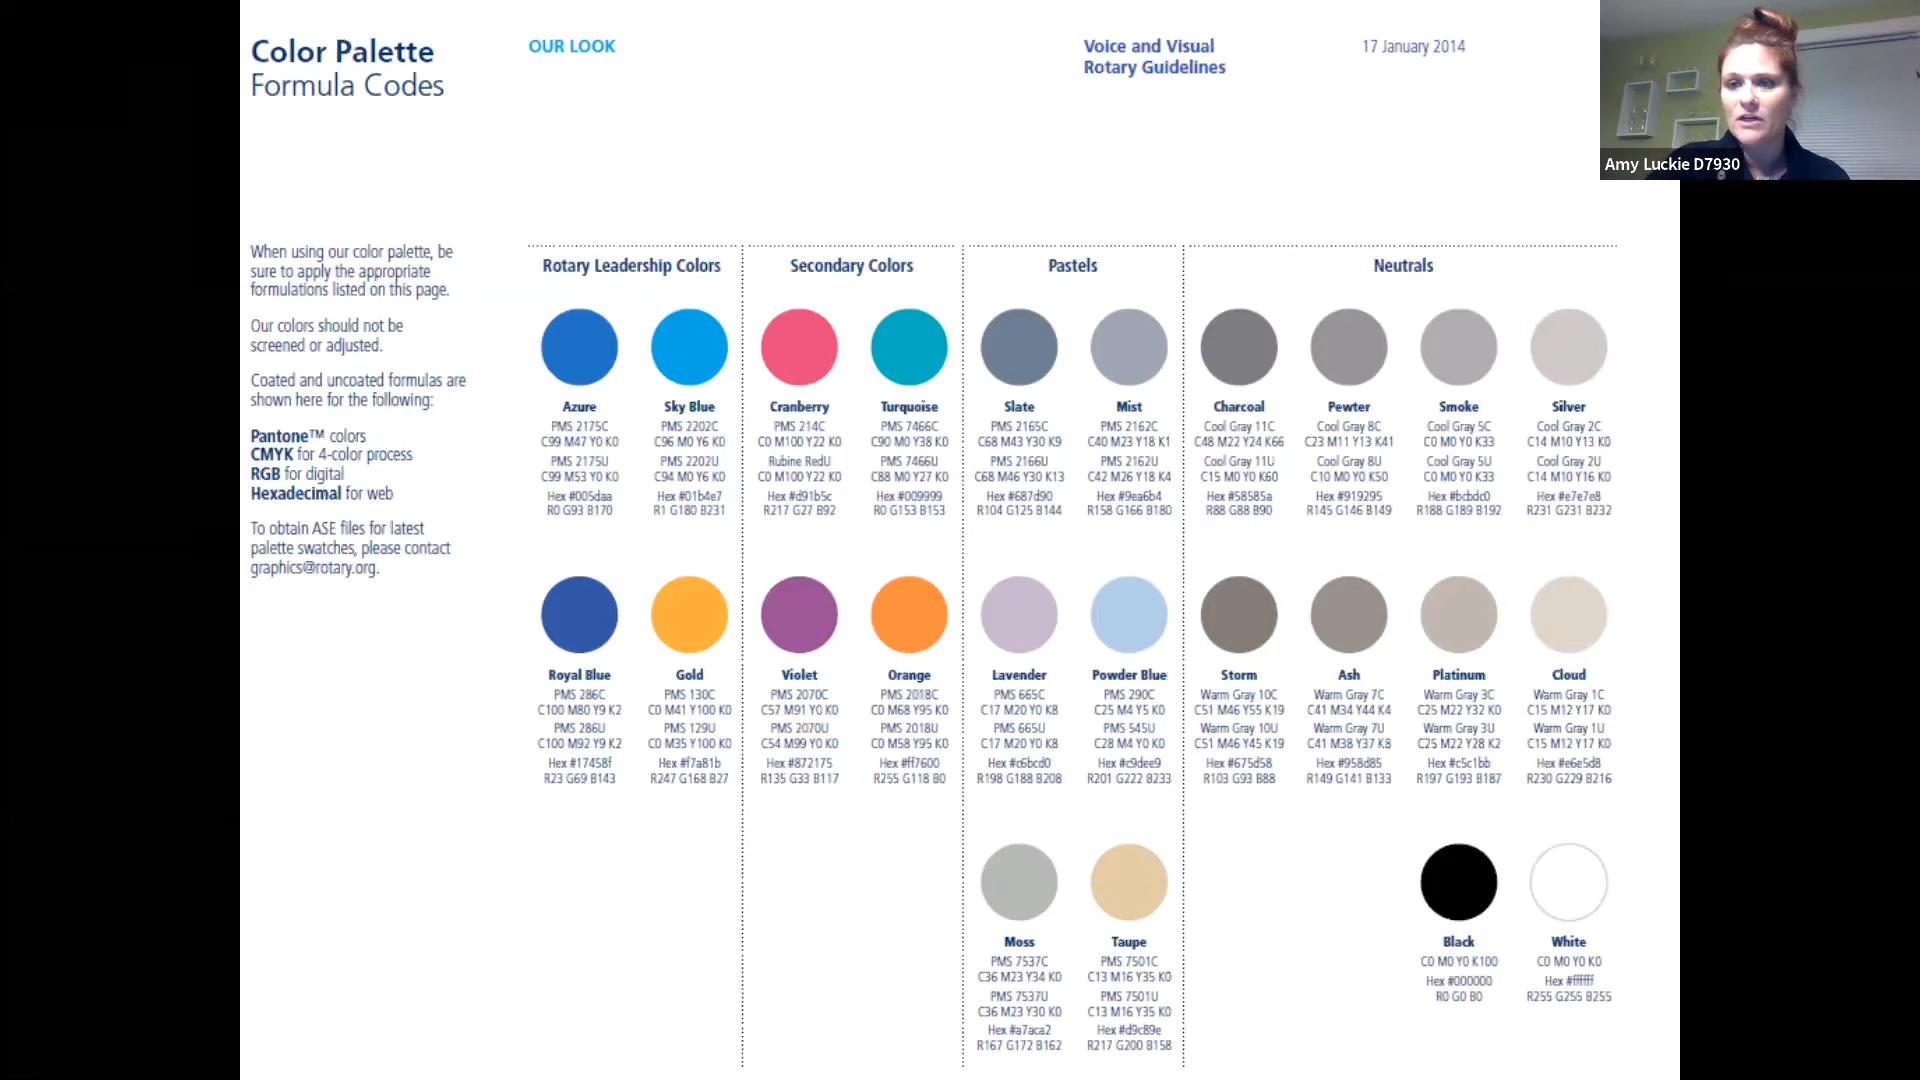 Color Palette
Formula Codes
OUR LOOK
Voice and Visual
Rotary Guidelines
17 January 2014
Amy Luckie D7930
When using our color palette, be
sure to apply the appropriate
formulations listed on this page.
Our colors should not be
screened or adjusted.
Coated and uncoated formulas are
shown here for the following:
Pantone™ colors
CMYK for 4-color process
RGB for digital
Hexadecimal for web
To obtain ASE files for latest
palette swatches, please contact
graphics@rotary.org.
Rotary Leadership Colors
Azure
PMS 2175C
C99 M47 Y0 K0
PMS 2175U
C99 M53 Y0 K0
Hex #005daa
R0 G93 B170
Sky Blue
PMS 2202C
C96 M0 Y6 K0
PMS 2202U
C94 M0 Y6 K0
Hex #01b4e7
R1 G180 B231
Royal Blue
PMS 286C
C100 M80 Y9 K2
PMS 286U
C100 M92 Y9 K2
Hex #17458f
R23 G69 B143
Gold
PMS 130C
C0 M41 Y100 K0
PMS 129U
C0 M35 Y100 K0
Hex #f7a81b
R247 G168 B27
Secondary Colors
Cranberry
PMS 214C
C0 M100 Y22 K0
Rubine RedU
C0 M100 Y22 K0
Hex #d91b5c
R217 G27 B92
Turquoise
PMS 7466C
C90 M0 Y38 K0
PMS 7466U
C88 M0 Y27 K0
Hex #009999
R0 G153 B153
Violet
PMS 2070C
C57 M91 Y0 K0
PMS 2070U
C54 M99 Y0 K0
Hex #872175
R135 G33 B117
Orange
PMS 2018C
C0 M68 Y95 K0
PMS 2018U
C0 M58 Y95 K0
Hex #ff7600
R255 G118 B0
Pastels
Slate
PMS 2165C
C68 M43 Y30 K9
PMS 2166U
C68 M46 Y30 K13
Hex #687d90
R104 G125 B144
Mist
PMS 2162C
C40 M23 Y18 K1
PMS 2162U
C42 M26 Y18 K4
Hex #9ea6b4
R158 G166 B180
Lavender
PMS 665C
C17 M20 Y0 K8
PMS 665U
C17 M20 Y0 K8
Hex #c6bcd0
R198 G188 B208
Powder Blue
PMS 290C
C25 M4 Y5 K0
PMS 545U
C28 M4 Y0 K0
Hex #c9dee9
R201 G222 B233
Moss
PMS 7537C
C36 M23 Y34 K0
PMS 7537U
C36 M23 Y30 K0
Hex #a7aca2
R167 G172 B162
Taupe
PMS 7501C
C13 M16 Y35 K0
PMS 7501U
C13 M16 Y35 K0
Hex #d9c89e
R217 G200 B158
Neutrals
Charcoal
Cool Gray 11C
C48 M22 Y24 K66
Cool Gray 11U
C15 M0 Y0 K60
Hex #58585a
R88 G88 B90
Pewter
Cool Gray 8C
C23 M11 Y13 K41
Cool Gray 8U
C10 M0 Y0 K50
Hex #919295
R145 G146 B149
Smoke
Cool Gray 5C
C0 M0 Y0 K33
Cool Gray 5U
C0 M0 Y0 K33
Hex #bcbdc0
R188 G189 B192
Silver
Cool Gray 2C
C14 M10 Y13 K0
Cool Gray 2U
C14 M10 Y16 K0
Hex #e7e7e8
R231 G231 B232
Storm
Warm Gray 10C
C51 M46 Y55 K19
Warm Gray 10U
C51 M46 Y45 K19
Hex #675d58
R103 G93 B88
Ash
Warm Gray 7C
C41 M34 Y44 K4
Warm Gray 7U
C41 M38 Y37 K8
Hex #958d85
R149 G141 B133
Platinum
Warm Gray 3C
C25 M22 Y32 K0
Warm Gray 3U
C25 M22 Y28 K2
Hex #c5c1bb
R197 G193 B187
Cloud
Warm Gray 1C
C15 M12 Y17 K0
Warm Gray 1U
C15 M12 Y17 K0
Hex #e6e5d8
R230 G229 B216
Black
C0 M0 Y0 K100
Hex #000000
R0 G0 B0
White
C0 M0 Y0 K0
Hex #ffffff
R255 G255 B255